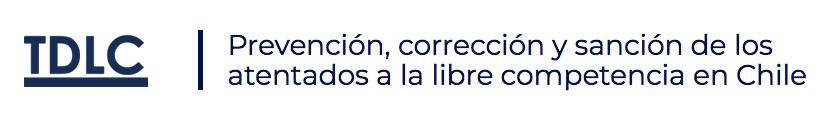 TDLC
Prevención, corrección y sanción de los
atentados a la libre competencia en Chile